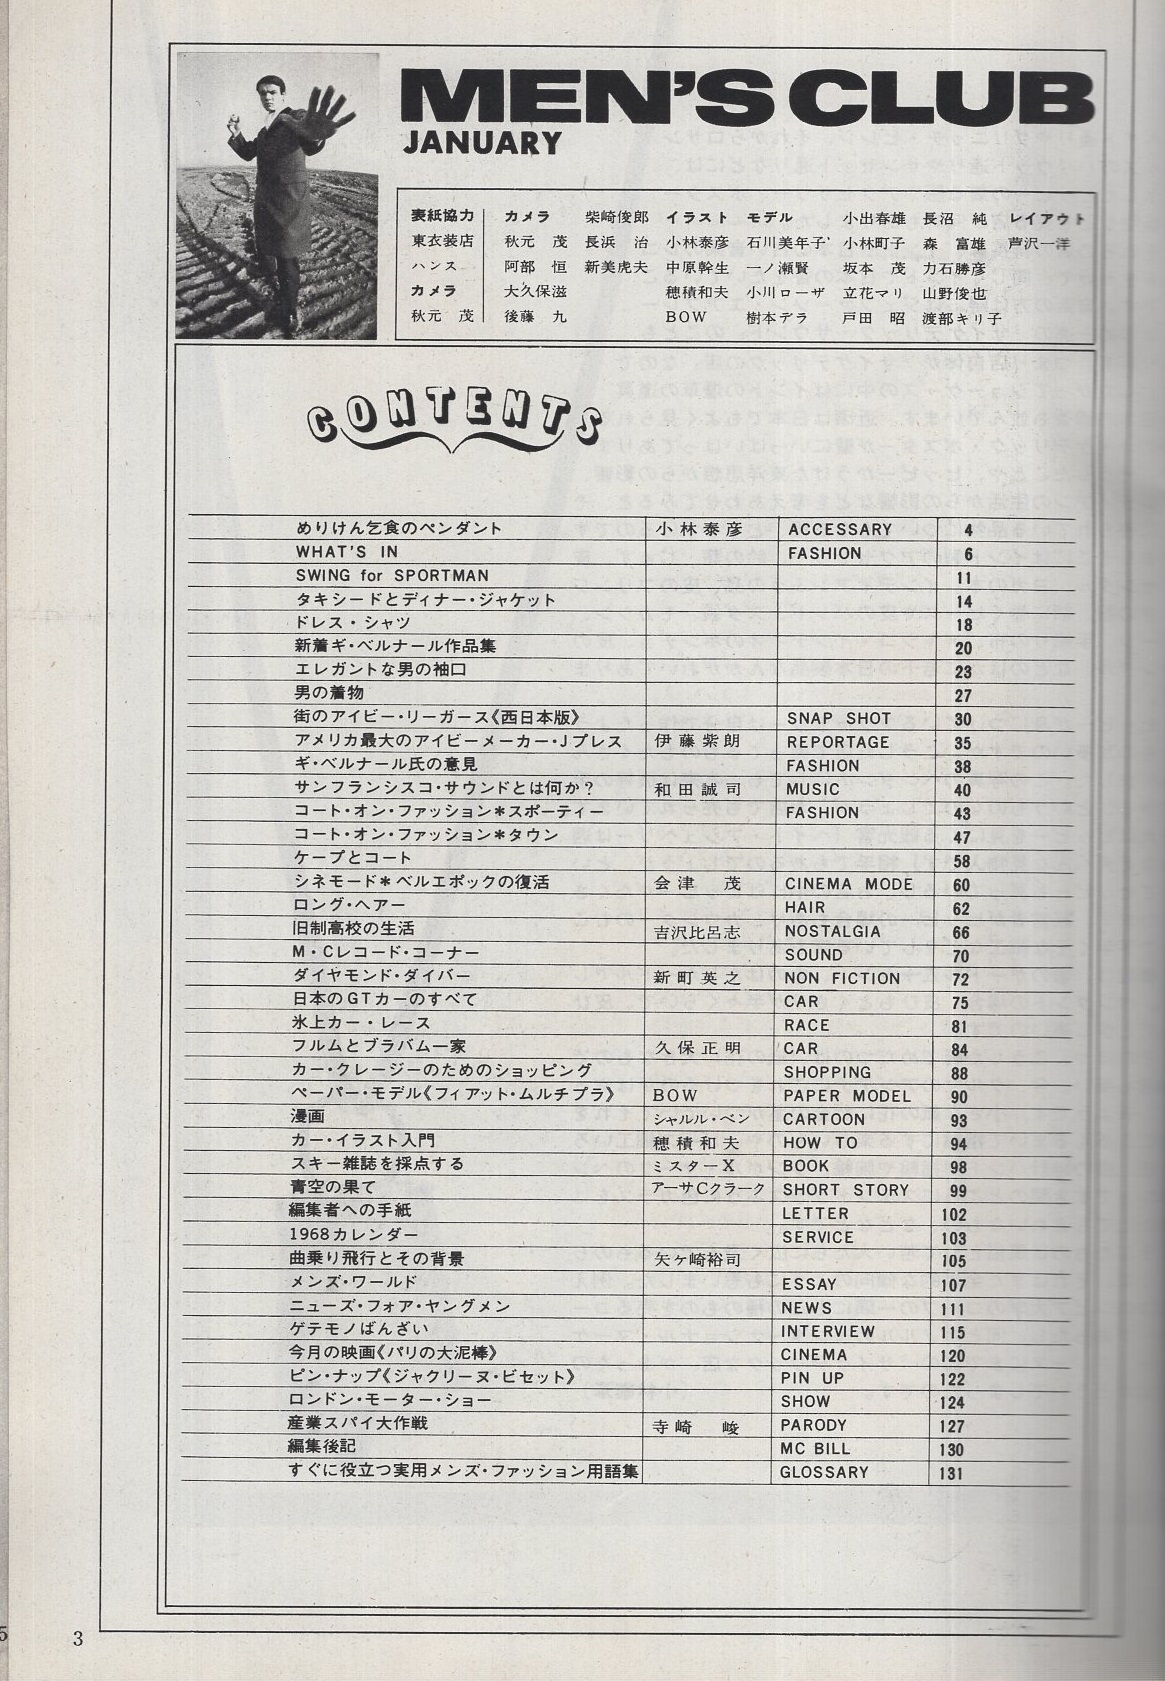 MEN'S CLUB
JANUARY
表紙協力 カメラ 柴崎俊郎 イラスト モデル 小出春雄 長沼 純 レイアウト
東衣装店 秋元 茂 長浜 治 小林泰彦 石川美年子 小林町子 森 富雄 芦沢一洋
ハンス 阿部 恒 新美虎夫 中原幹生 一ノ瀬賢 坂本 茂 力石勝彦
カメラ 大久保滋 穂積和夫 小川ローザ 立花マリ 山野俊也
秋元 茂 後藤 九 BOW 樹本デラ 戸田 昭 渡部キリ子
CONTENTS
めりけん乞食のペンダント 小林泰彦 ACCESSARY 4
WHAT'S IN FASHION 6
SWING for SPORTMAN 11
タキシードとディナー・ジャケット 14
ドレス・シャツ 18
新着ギ・ベルナール作品集 20
エレガントな男の袖口 23
男の着物 27
街のアイビー・リーガース《西日本版》 SNAP SHOT 30
アメリカ最大のアイビーメーカー・Jプレス 伊藤紫朗 REPORTAGE 35
ギ・ベルナール氏の意見 FASHION 38
サンフランシスコ・サウンドとは何か? 和田誠司 MUSIC 40
コート・オン・ファッション*スポーティー FASHION 43
コート・オン・ファッション*タウン 47
ケープとコート 58
シネモード*ベルエポックの復活 会津 茂 CINEMA MODE 60
ロング・ヘアー HAIR 62
旧制高校の生活 吉沢比呂志 NOSTALGIA 66
M・Cレコード・コーナー SOUND 70
ダイヤモンド・ダイバー 新町英之 NON FICTION 72
日本のGTカーのすべて CAR 75
氷上カー・レース RACE 81
フルムとブラバム一家 久保正明 CAR 84
カー・クレージーのためのショッピング SHOPPING 88
ペーパー・モデル《フィアット・ムルチプラ》 BOW PAPER MODEL 90
漫画 シャルル・ベン CARTOON 93
カー・イラスト入門 穂積和夫 HOW TO 94
スキー雑誌を採点する ミスターX BOOK 98
青空の果て アーサCクラーク SHORT STORY 99
編集者への手紙 LETTER 102
1968カレンダー SERVICE 103
曲乗り飛行とその背景 矢ケ崎裕司 105
メンズ・ワールド ESSAY 107
ニューズ・フォア・ヤングメン NEWS 111
ゲテモノばんざい INTERVIEW 115
今月の映画《パリの大泥棒》 CINEMA 120
ピン・ナップ《ジャクリーヌ・ビセット》 PIN UP 122
ロンドン・モーター・ショー SHOW 124
産業スパイ大作戦 寺崎 峻 PARODY 127
編集後記 MC BILL 130
すぐに役立つ実用メンズ・ファッション用語集 GLOSSARY 131
5
3